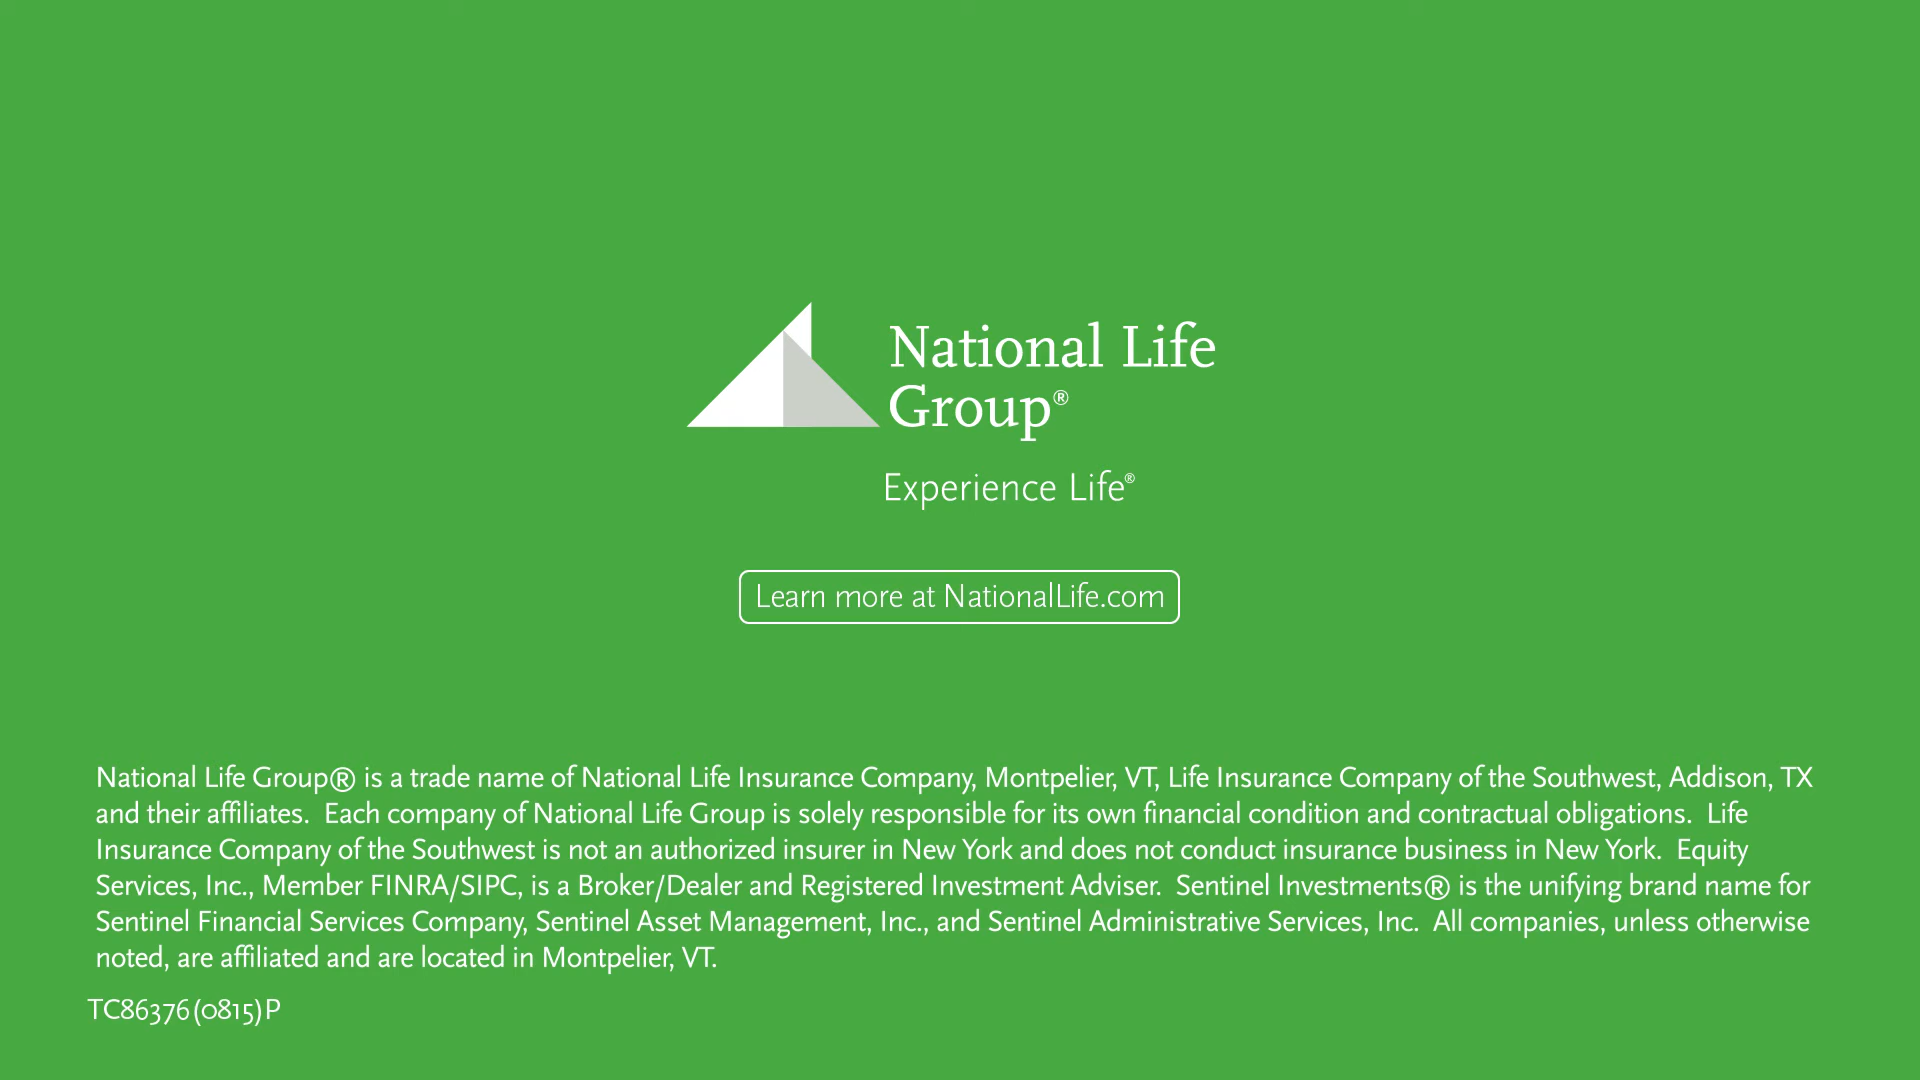 National Life
Group®
Experience Life®
Learn more at NationalLife.com
National Life Group® is a trade name of National Life Insurance Company, Montpelier, VT, Life Insurance Company of the Southwest, Addison, TX
and their affiliates.  Each company of National Life Group is solely responsible for its own financial condition and contractual obligations.  Life
Insurance Company of the Southwest is not an authorized insurer in New York and does not conduct insurance business in New York.  Equity
Services, Inc., Member FINRA/SIPC, is a Broker/Dealer and Registered Investment Adviser.  Sentinel Investments® is the unifying brand name for
Sentinel Financial Services Company, Sentinel Asset Management, Inc., and Sentinel Administrative Services, Inc.  All companies, unless otherwise
noted, are affiliated and are located in Montpelier, VT.
TC86376(0815)P